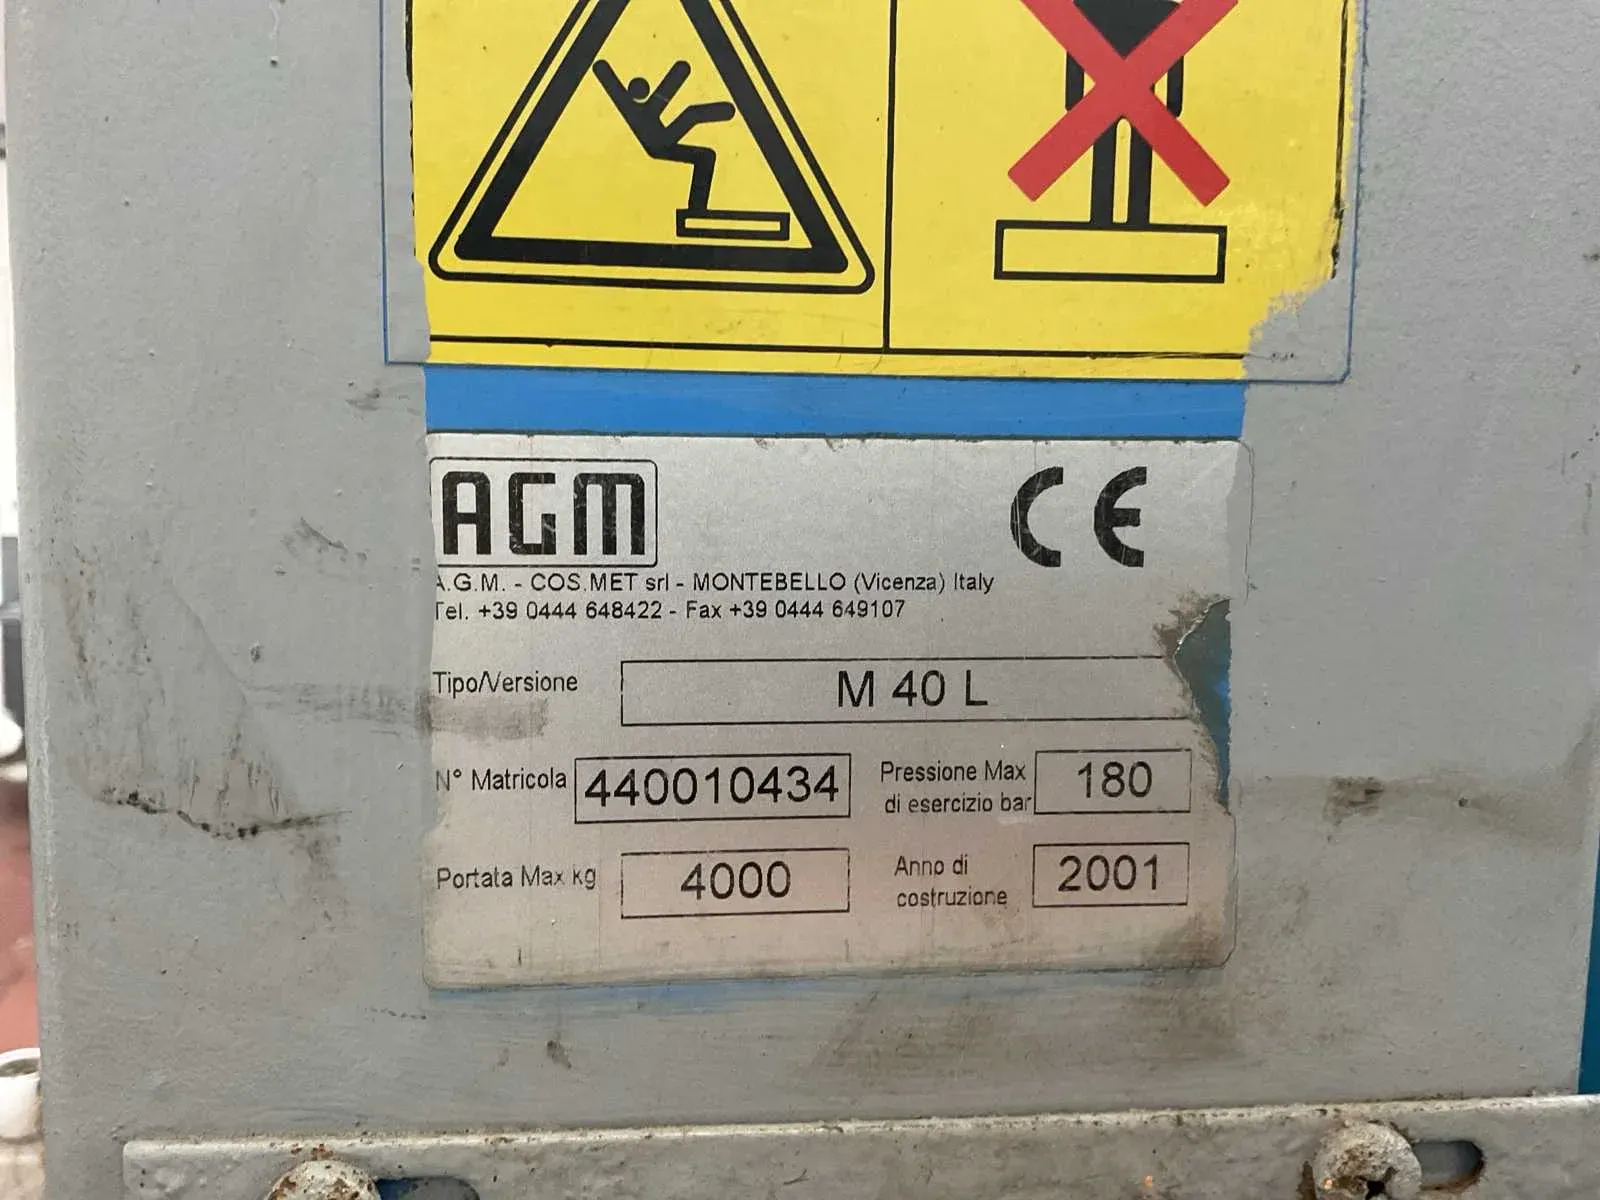 AGM
CE
A.G.M. - COS.MET srl - MONTEBELLO (Vicenza) Italy
Tel. +39 0444 648422 - Fax +39 0444 649107
Tipo/Versione M 40 L
N° Matricola 440010434
Pressione Max
di esercizio bar 180
Portata Max kg 4000
Anno di
costruzione 2001